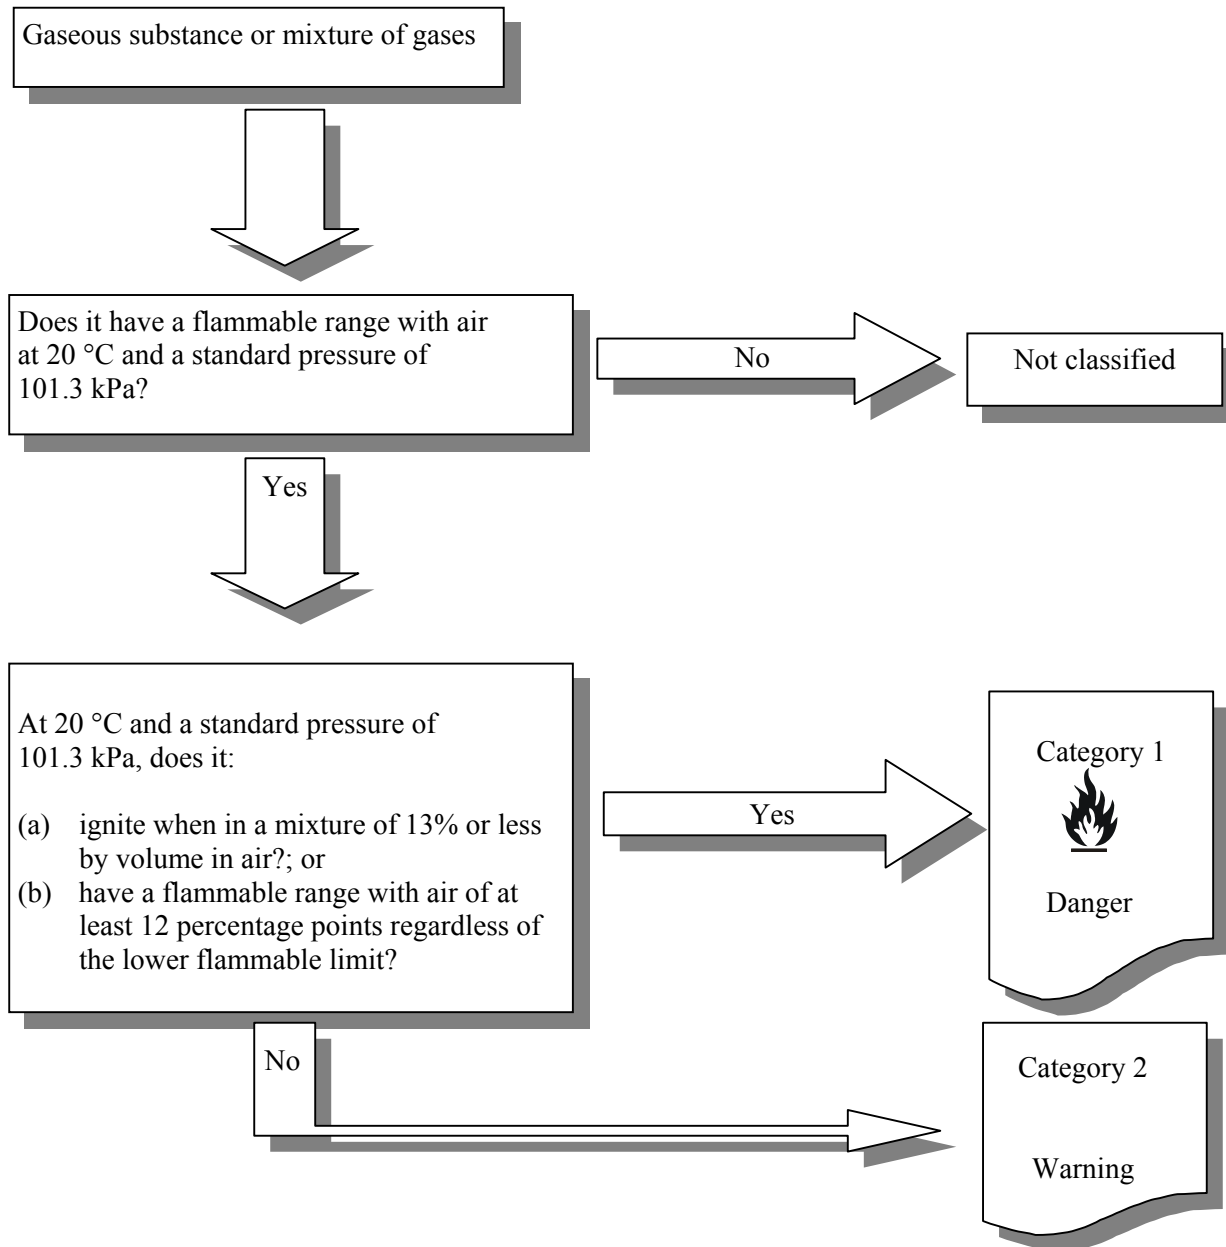 Gaseous substance or mixture of gases
Does it have a flammable range with air
at 20 °C and a standard pressure of
101.3 kPa?
No
Not classified
Yes
At 20 °C and a standard pressure of
101.3 kPa, does it:
(a) ignite when in a mixture of 13% or less
by volume in air?; or
(b) have a flammable range with air of at
least 12 percentage points regardless of
the lower flammable limit?
Yes
Category 1
Danger
No
Category 2
Warning